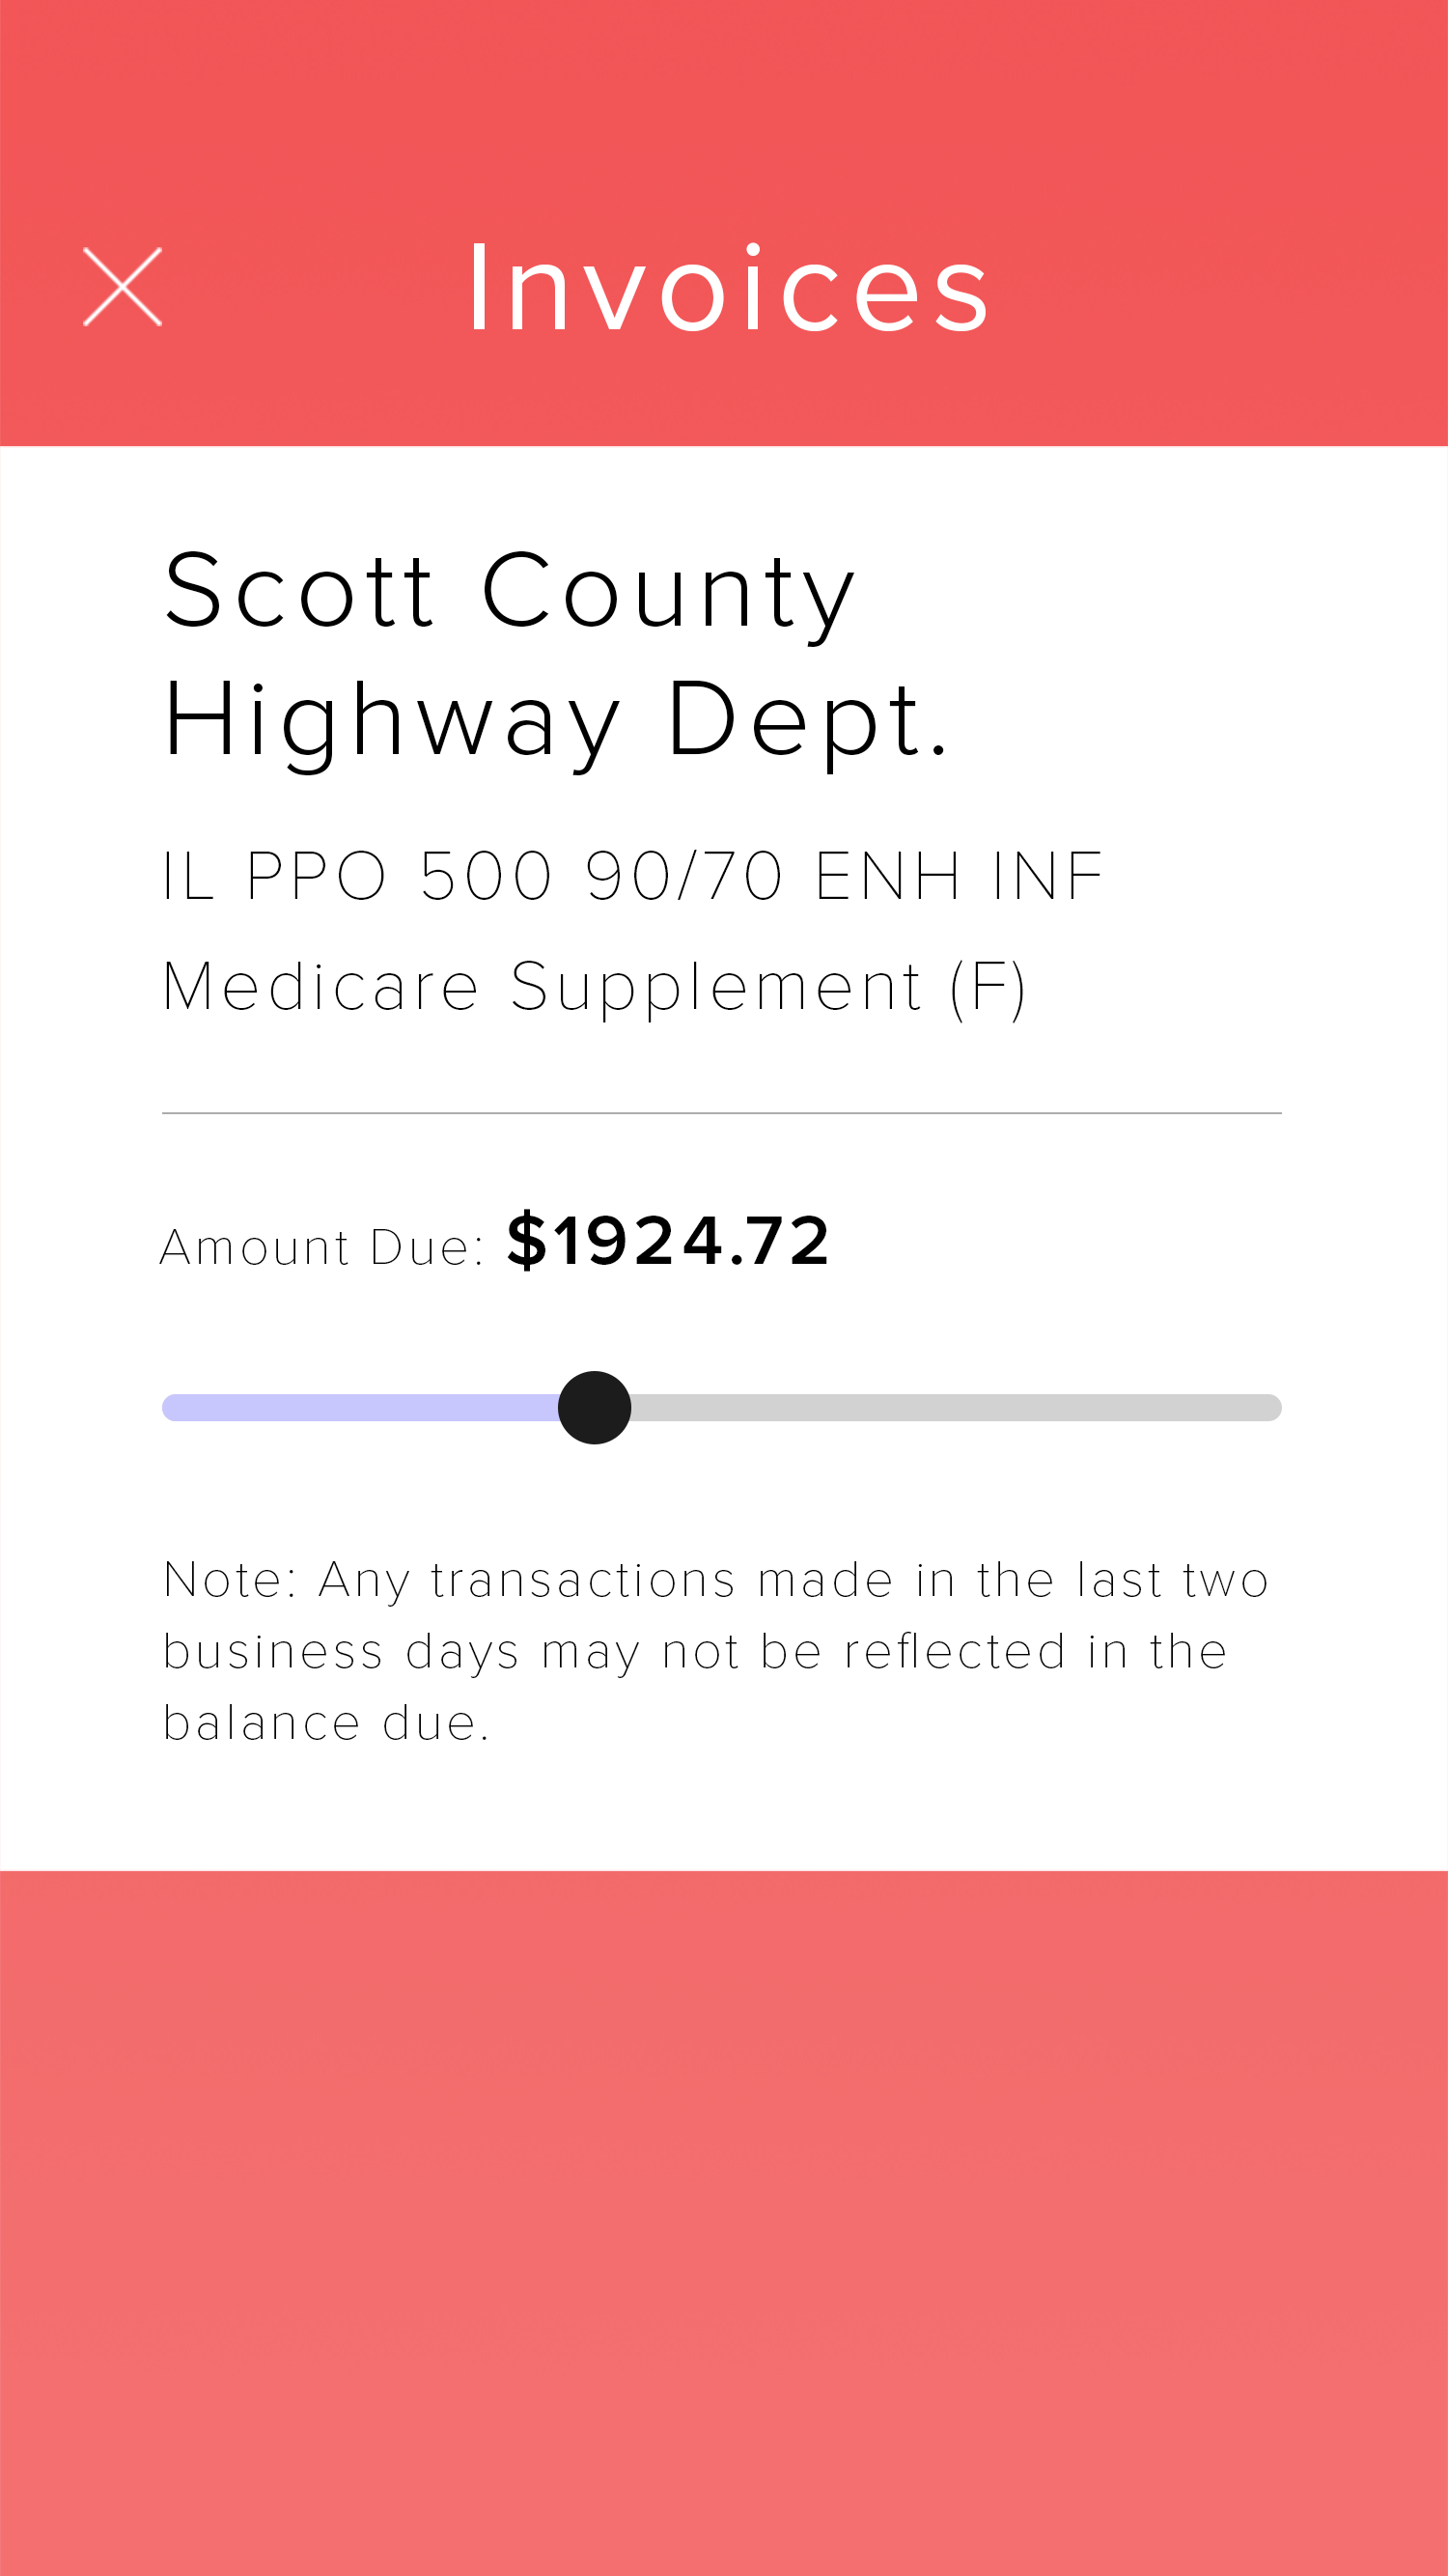 Invoices
Scott County
Highway Dept.
IL PPO 500 90/70 ENH INF
Medicare Supplement (F)
Amount Due: $1924.72
Note: Any transactions made in the last two
business days may not be reflected in the
balance due.